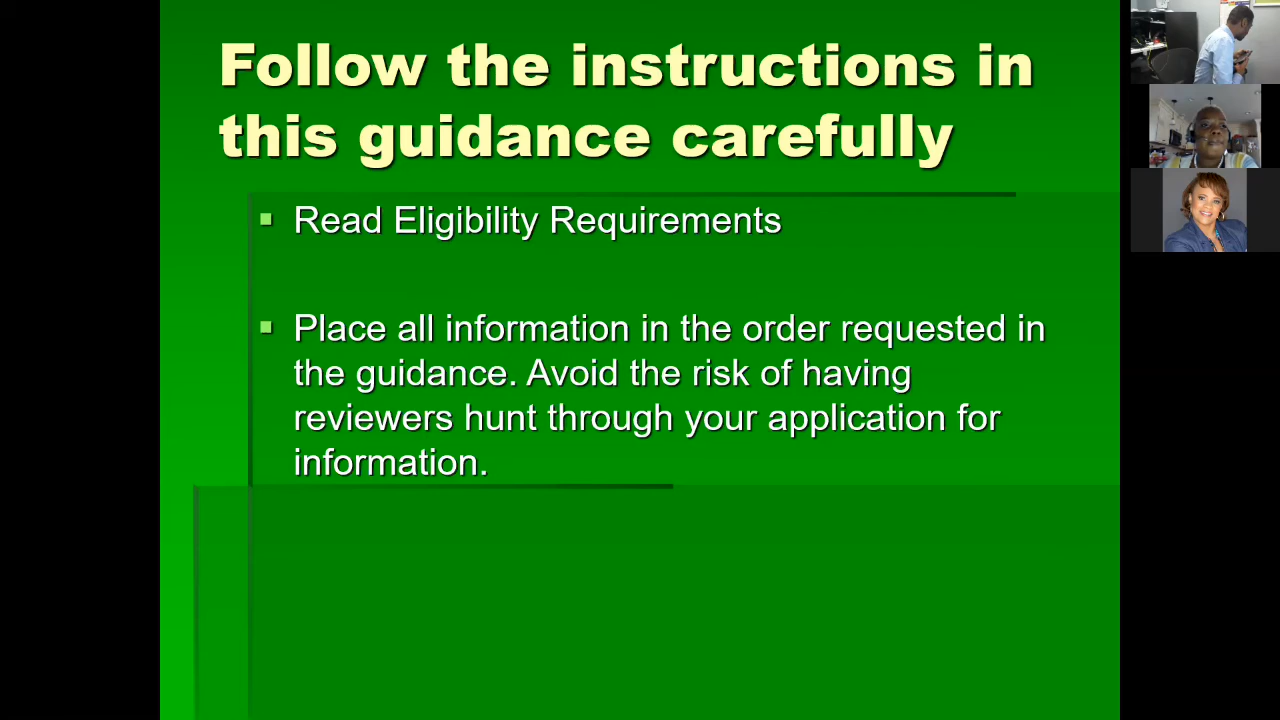 Follow the instructions in
this guidance carefully
Read Eligibility Requirements
Place all information in the order requested in
the guidance. Avoid the risk of having
reviewers hunt through your application for
information.